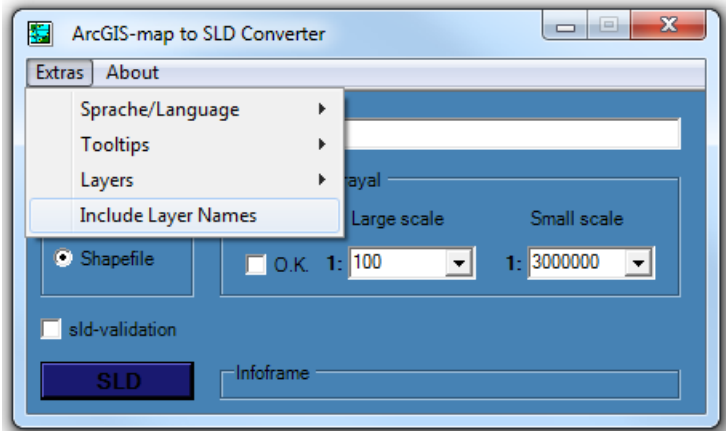 ArcGIS-map to SLD Converter
Extras About
Sprache/Language
Tooltips
Layers
Include Layer Names
Large scale Small scale
Shapefile
O.K. 1: 100 1: 3000000
sld-validation
SLD
Infoframe